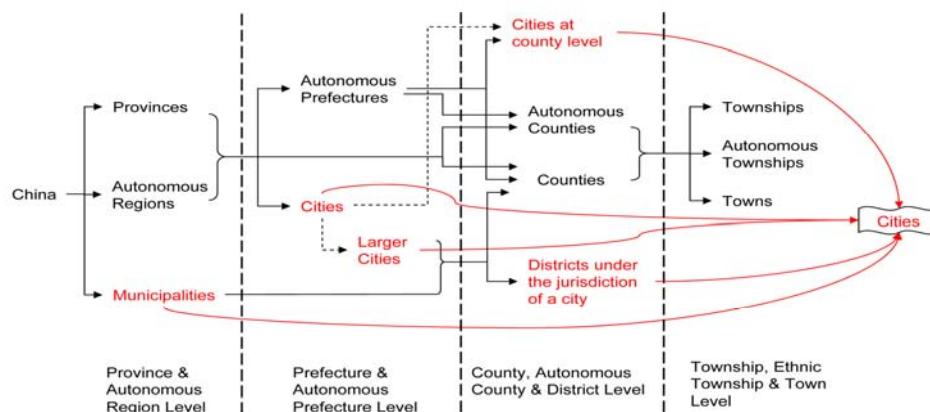 China
Provinces
Autonomous
Regions
Municipalities
Autonomous
Prefectures
Cities
Larger
Cities
Cities at
county level
Autonomous
Counties
Counties
Districts under
the jurisdiction
of a city
Townships
Autonomous
Townships
Towns
Cities
Province &
Autonomous
Region Level
Prefecture &
Autonomous
Prefecture Level
County, Autonomous
County & District Level
Township, Ethnic
Township & Town
Level